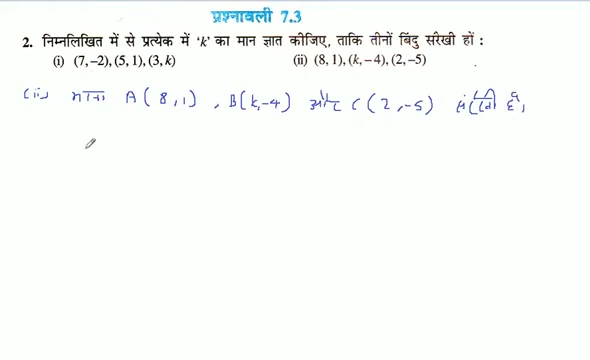 प्रश्नावली 7.3
2. निम्नलिखित में से प्रत्येक में ‘k’ का मान ज्ञात कीजिए, ताकि तीनों बिंदु सरेखी हों :
(i) (7, –2), (5, 1), (3, k) (ii) (8, 1), (k, – 4), (2, –5)
(ii) माना A ( 8 , 1 ) , B ( k, -4 ) और C ( 2 , -5 )